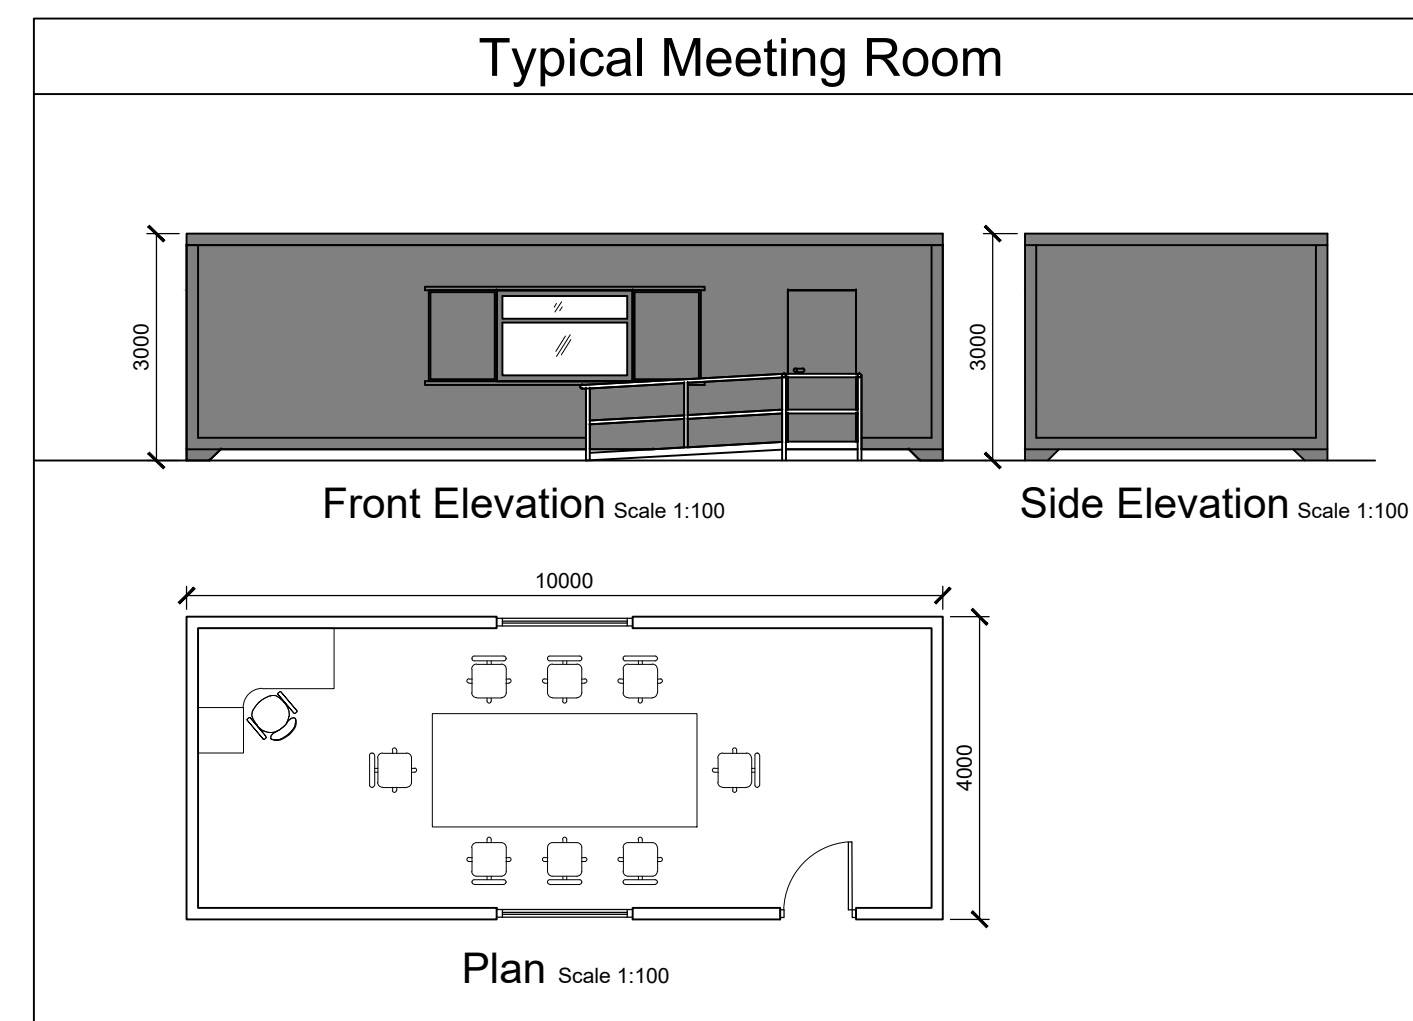 Typical Meeting Room
3000
3000
Front Elevation Scale 1:100
Side Elevation Scale 1:100
10000
4000
Plan Scale 1:100